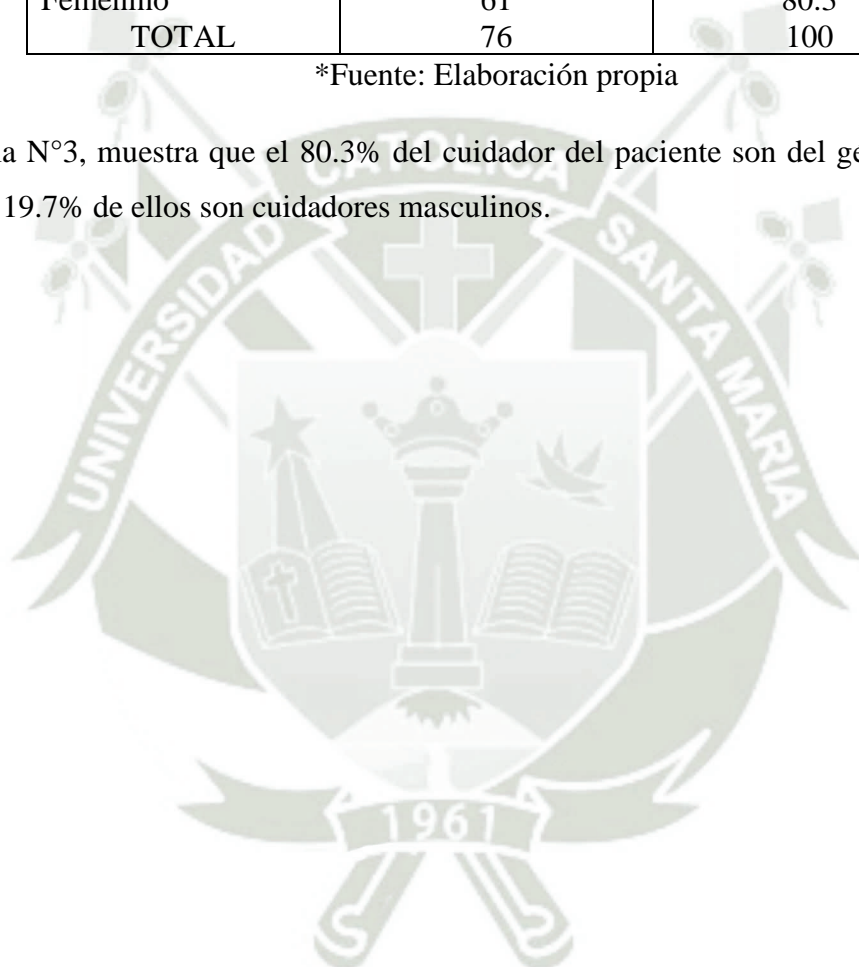 Femenino 61 80.3
TOTAL 76 100
*Fuente: Elaboración propia
la N°3, muestra que el 80.3% del cuidador del paciente son del ge
19.7% de ellos son cuidadores masculinos.
UNIVERSIDAD CATOLICA SANTA MARIA
1961